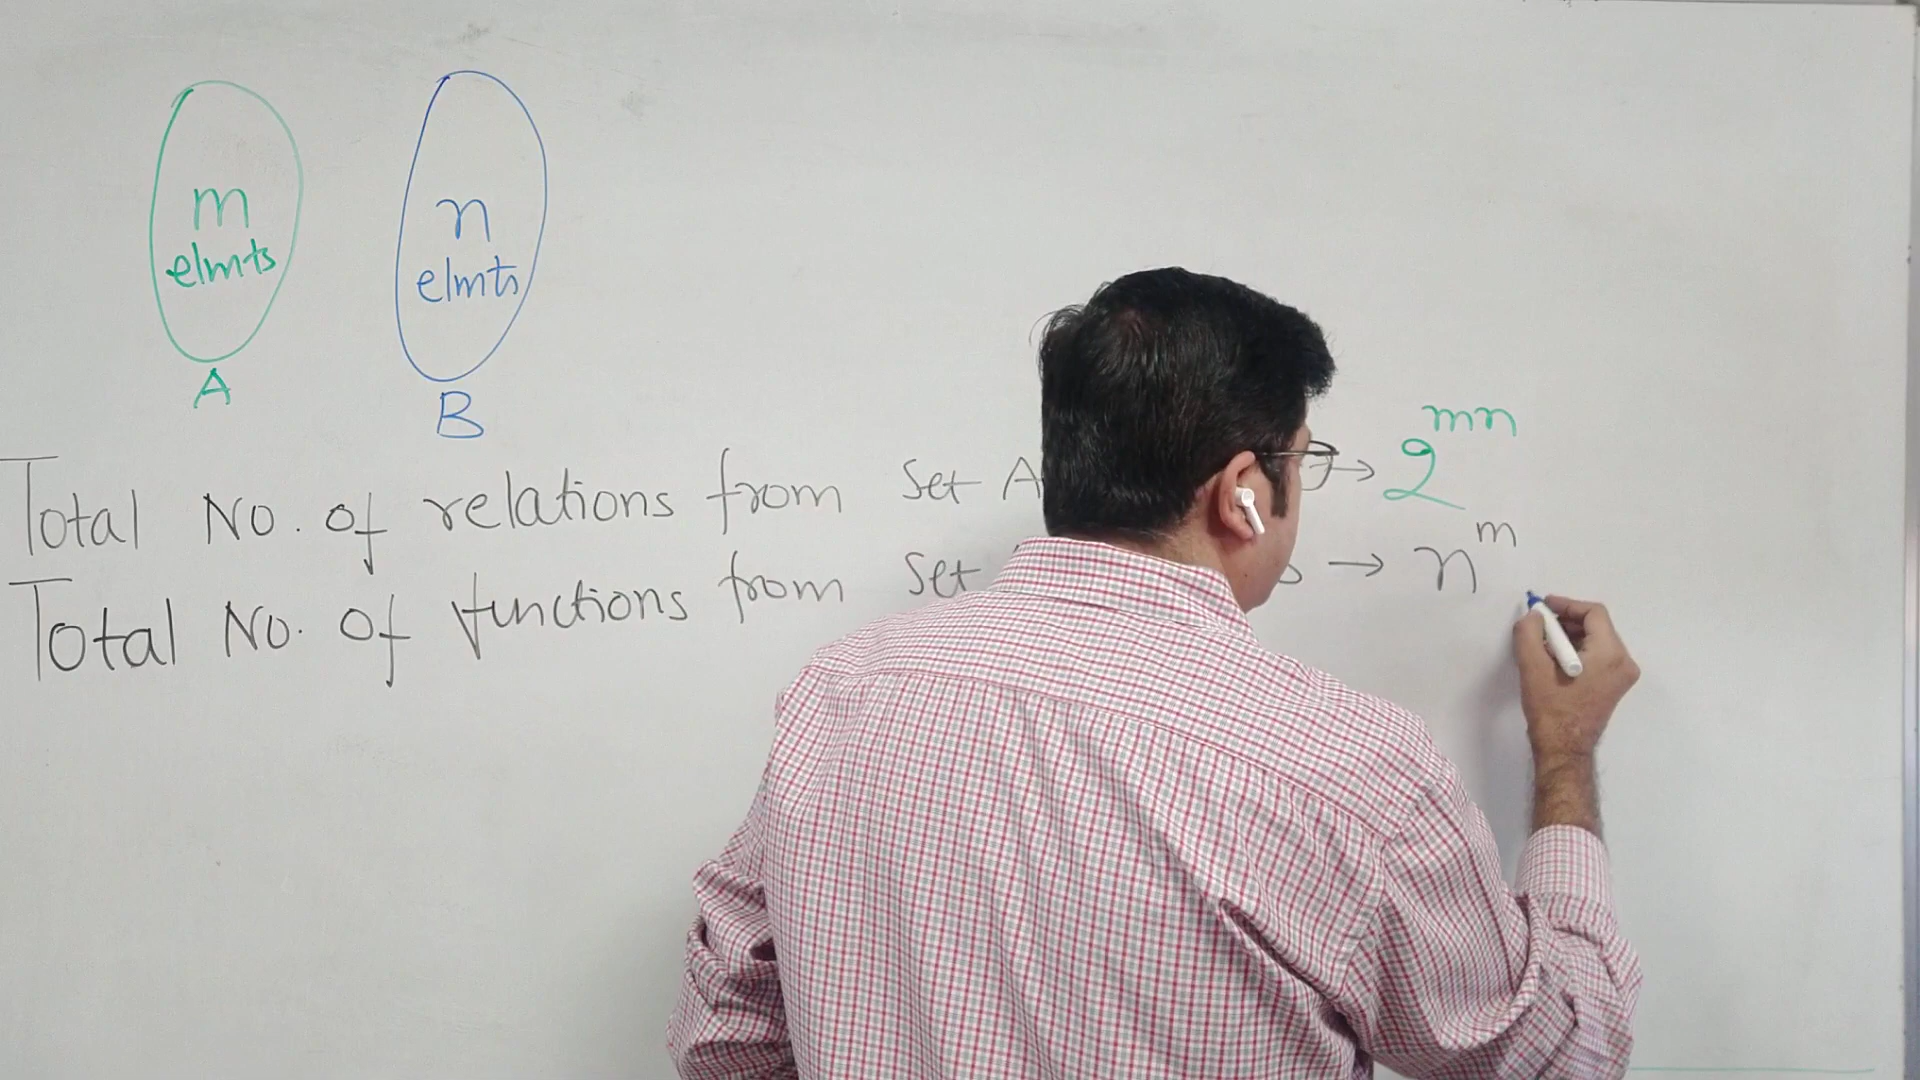 m
elmts
A
n
elmts
B
Total No. of relations from Set A → 2^{mn}
Total No. of functions from Set → n^m